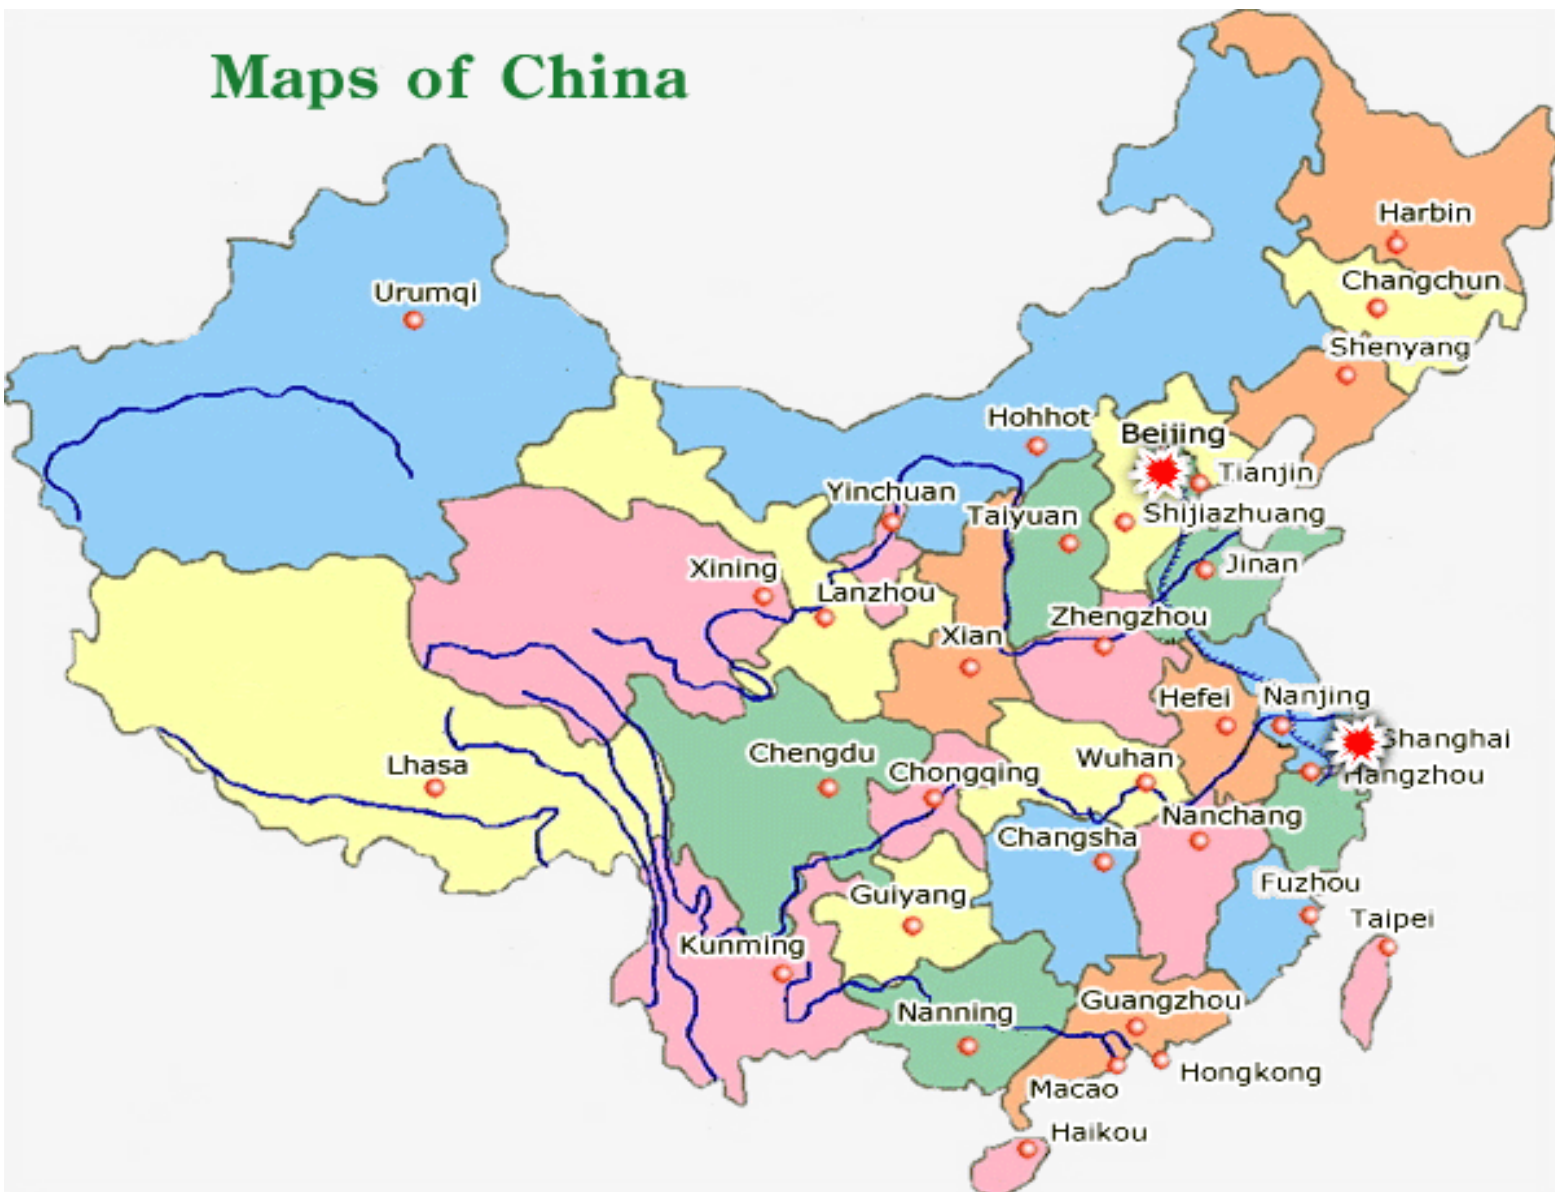 Maps of China
Harbin
Changchun
Urumqi
Shenyang
Hohhot
Beijing
Tianjin
Yinchuan
Taiyuan
Shijiazhuang
Xining
Jinan
Lanzhou
Zhengzhou
Xian
Hefei
Nanjing
Shanghai
Chengdu
Lhasa
Chongqing
Wuhan
Hangzhou
Nanchang
Changsha
Fuzhou
Guiyang
Taipei
Kunming
Guangzhou
Nanning
Hongkong
Macao
Haikou